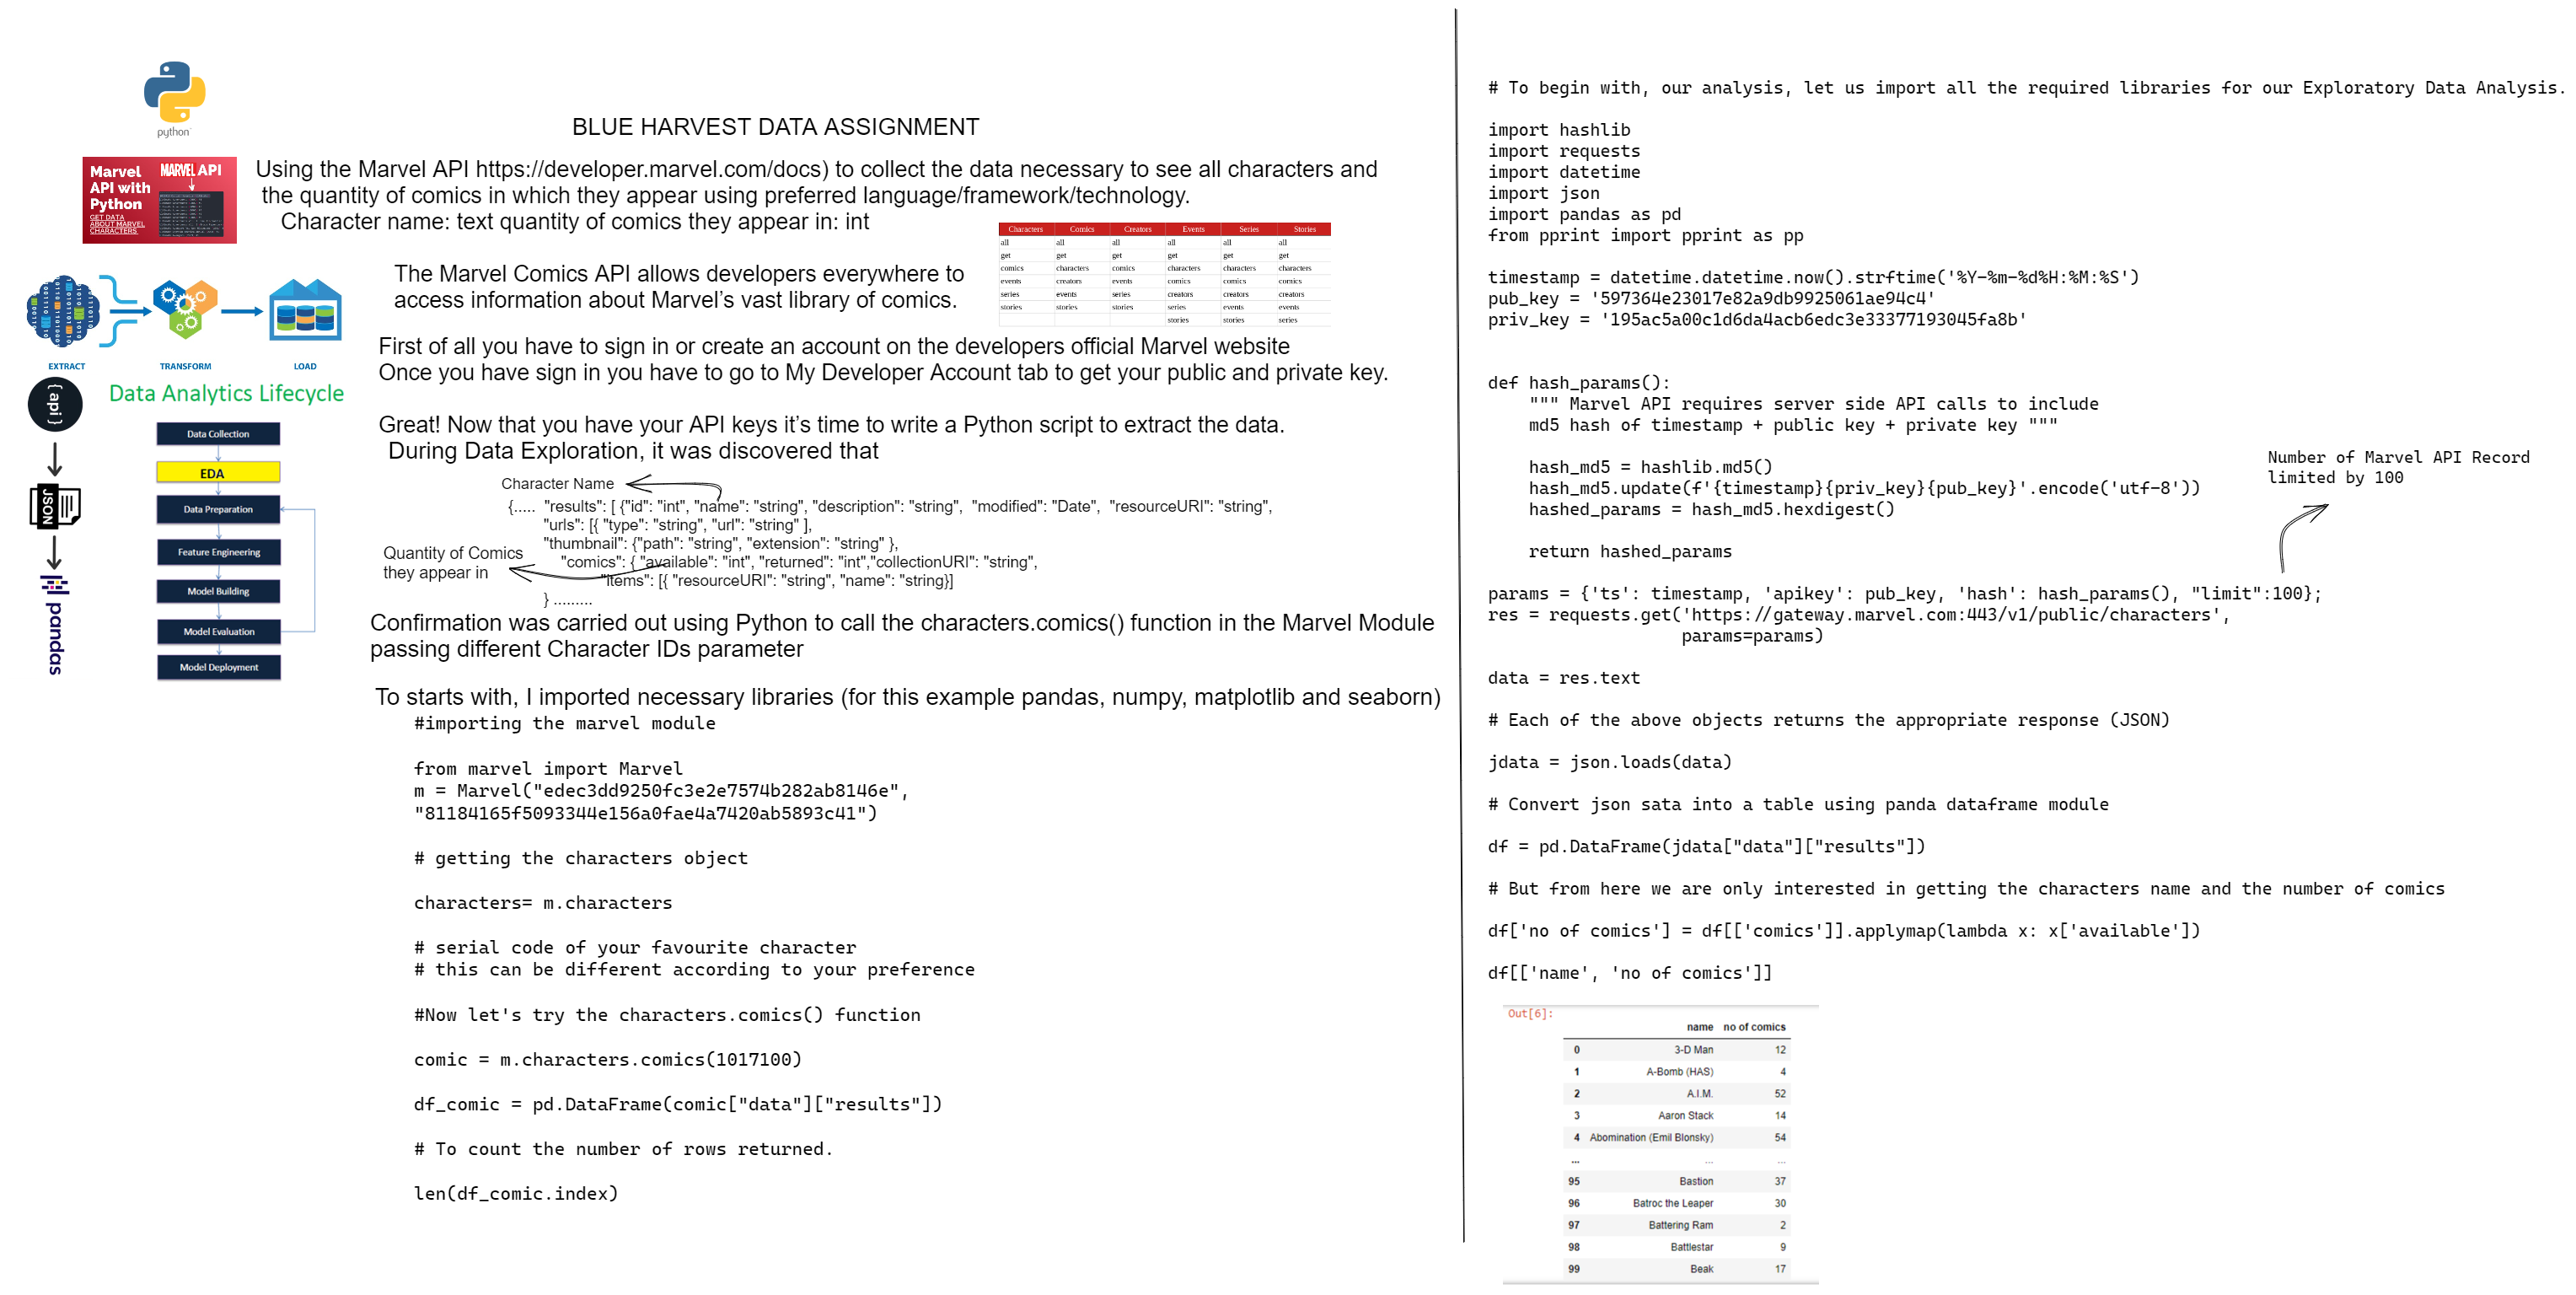 python
BLUE HARVEST DATA ASSIGNMENT
Marvel
API with
Python
GET DATA
ABOUT MARVEL
CHARACTERS
MARVEL API
Using the Marvel API https://developer.marvel.com/docs) to collect the data necessary to see all characters and
the quantity of comics in which they appear using preferred language/framework/technology.
Character name: text quantity of comics they appear in: int
The Marvel Comics API allows developers everywhere to
access information about Marvel's vast library of comics.
Characters Comics Creators Events Series Stories
all all all all all all
get get get get get get
comics characters comics characters characters characters
events creators events comics comics comics
series events series creators creators creators
stories stories stories series events events
stories stories series
EXTRACT TRANSFORM LOAD
{ api }
JSON
pandas
Data Analytics Lifecycle
Data Collection
EDA
Data Preparation
Feature Engineering
Model Building
Model Evaluation
Model Deployment
First of all you have to sign in or create an account on the developers official Marvel website
Once you have sign in you have to go to My Developer Account tab to get your public and private key.
Great! Now that you have your API keys it's time to write a Python script to extract the data.
During Data Exploration, it was discovered that
Character Name
{..... "results": [ {"id": "int", "name": "string", "description": "string", "modified": "Date", "resourceURI": "string",
"urls": [{ "type": "string", "url": "string" ],
"thumbnail": {"path": "string", "extension": "string" },
Quantity of Comics
they appear in
"comics": { "available": "int", "returned": "int","collectionURI": "string",
"items": [{ "resourceURI": "string", "name": "string}]
} .........
Confirmation was carried out using Python to call the characters.comics() function in the Marvel Module
passing different Character IDs parameter
To starts with, I imported necessary libraries (for this example pandas, numpy, matplotlib and seaborn)
#importing the marvel module
from marvel import Marvel
m = Marvel("edec3dd9250fc3e2e7574b282ab8146e",
"81184165f5093344e156a0fae4a7420ab5893c41")
# getting the characters object
characters= m.characters
# serial code of your favourite character
# this can be different according to your preference
#Now let's try the characters.comics() function
comic = m.characters.comics(1017100)
df_comic = pd.DataFrame(comic["data"]["results"])
# To count the number of rows returned.
len(df_comic.index)
# To begin with, our analysis, let us import all the required libraries for our Exploratory Data Analysis.
import hashlib
import requests
import datetime
import json
import pandas as pd
from pprint import pprint as pp
timestamp = datetime.datetime.now().strftime('%Y-%m-%d%H:%M:%S')
pub_key = '597364e23017e82a9db9925061ae94c4'
priv_key = '195ac5a00c1d6da4acb6edc3e33377193045fa8b'
def hash_params():
""" Marvel API requires server side API calls to include
md5 hash of timestamp + public key + private key """
hash_md5 = hashlib.md5()
hash_md5.update(f'{timestamp}{priv_key}{pub_key}'.encode('utf-8'))
hashed_params = hash_md5.hexdigest()
return hashed_params
Number of Marvel API Record
limited by 100
params = {'ts': timestamp, 'apikey': pub_key, 'hash': hash_params(), "limit":100};
res = requests.get('https://gateway.marvel.com:443/v1/public/characters',
params=params)
data = res.text
# Each of the above objects returns the appropriate response (JSON)
jdata = json.loads(data)
# Convert json sata into a table using panda dataframe module
df = pd.DataFrame(jdata["data"]["results"])
# But from here we are only interested in getting the characters name and the number of comics
df['no of comics'] = df[['comics']].applymap(lambda x: x['available'])
df[['name', 'no of comics']]
Out[6]:
name no of comics
0 3-D Man 12
1 A-Bomb (HAS) 4
2 A.I.M. 52
3 Aaron Stack 14
4 Abomination (Emil Blonsky) 54
... ... ...
95 Bastion 37
96 Batroc the Leaper 30
97 Battering Ram 2
98 Battlestar 9
99 Beak 17